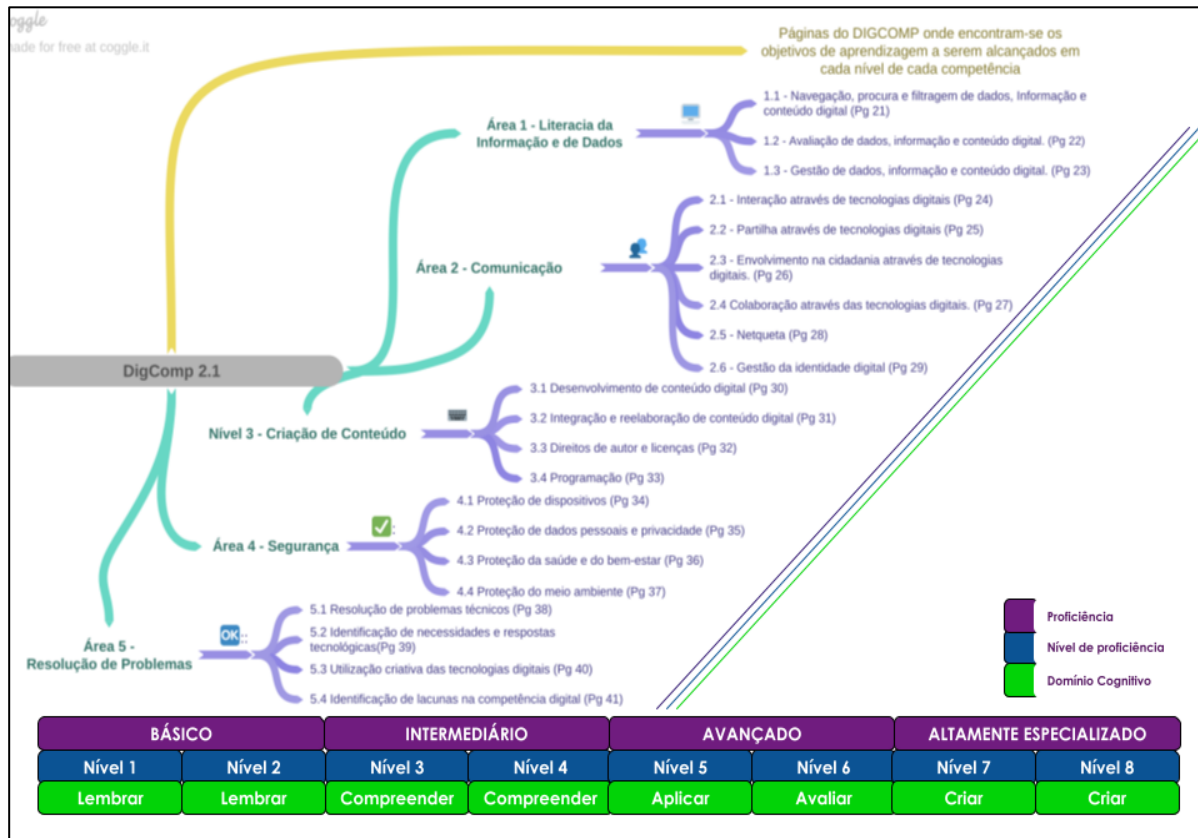 oggle
nade for free at coggle.it
Páginas do DIGCOMP onde encontram-se os
objetivos de aprendizagem a serem alcançados em
cada nível de cada competência
Área 1 - Literacia da
Informação e de Dados
1.1 - Navegação, procura e filtragem de dados, Informação e
conteúdo digital (Pg 21)
1.2 - Avaliação de dados, informação e conteúdo digital. (Pg 22)
1.3 - Gestão de dados, informação e conteúdo digital. (Pg 23)
Área 2 - Comunicação
2.1 - Interação através de tecnologias digitais (Pg 24)
2.2 - Partilha através de tecnologias digitais (Pg 25)
2.3 - Envolvimento na cidadania através de tecnologias
digitais. (Pg 26)
2.4 Colaboração através das tecnologias digitais. (Pg 27)
2.5 - Netqueta (Pg 28)
2.6 - Gestão da identidade digital (Pg 29)
DigComp 2.1
Nível 3 - Criação de Conteúdo
3.1 Desenvolvimento de conteúdo digital (Pg 30)
3.2 Integração e reelaboração de conteúdo digital (Pg 31)
3.3 Direitos de autor e licenças (Pg 32)
3.4 Programação (Pg 33)
Área 4 - Segurança
:
4.1 Proteção de dispositivos (Pg 34)
4.2 Proteção de dados pessoais e privacidade (Pg 35)
4.3 Proteção da saúde e do bem-estar (Pg 36)
4.4 Proteção do meio ambiente (Pg 37)
Área 5 -
Resolução de Problemas
OK ::
5.1 Resolução de problemas técnicos (Pg 38)
5.2 Identificação de necessidades e respostas
tecnológicas(Pg 39)
5.3 Utilização criativa das tecnologias digitais (Pg 40)
5.4 Identificação de lacunas na competência digital (Pg 41)
Proficiência
Nível de proficiência
Domínio Cognitivo
BÁSICO INTERMEDIÁRIO AVANÇADO ALTAMENTE ESPECIALIZADO
Nível 1 Nível 2 Nível 3 Nível 4 Nível 5 Nível 6 Nível 7 Nível 8
Lembrar Lembrar Compreender Compreender Aplicar Avaliar Criar Criar